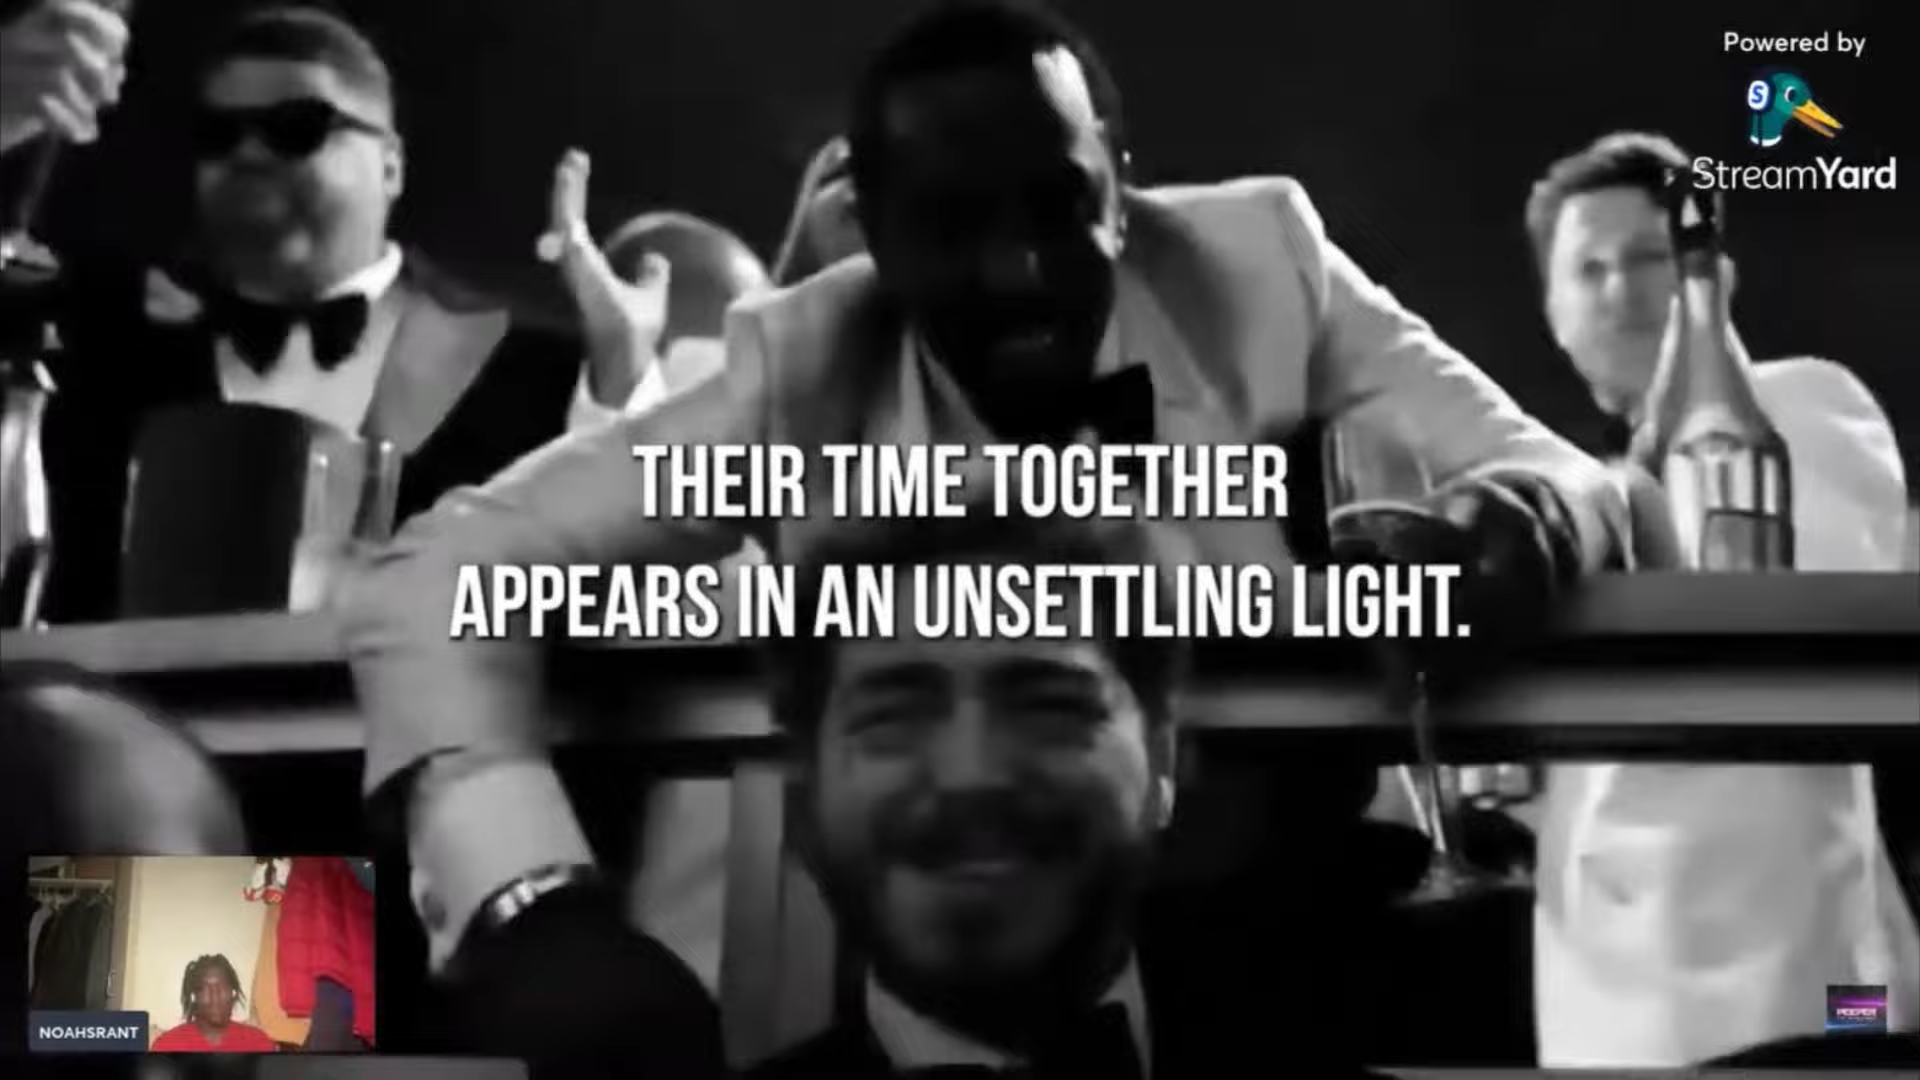 Powered by
StreamYard
THEIR TIME TOGETHER
APPEARS IN AN UNSETTLING LIGHT.
NOAHSRANT